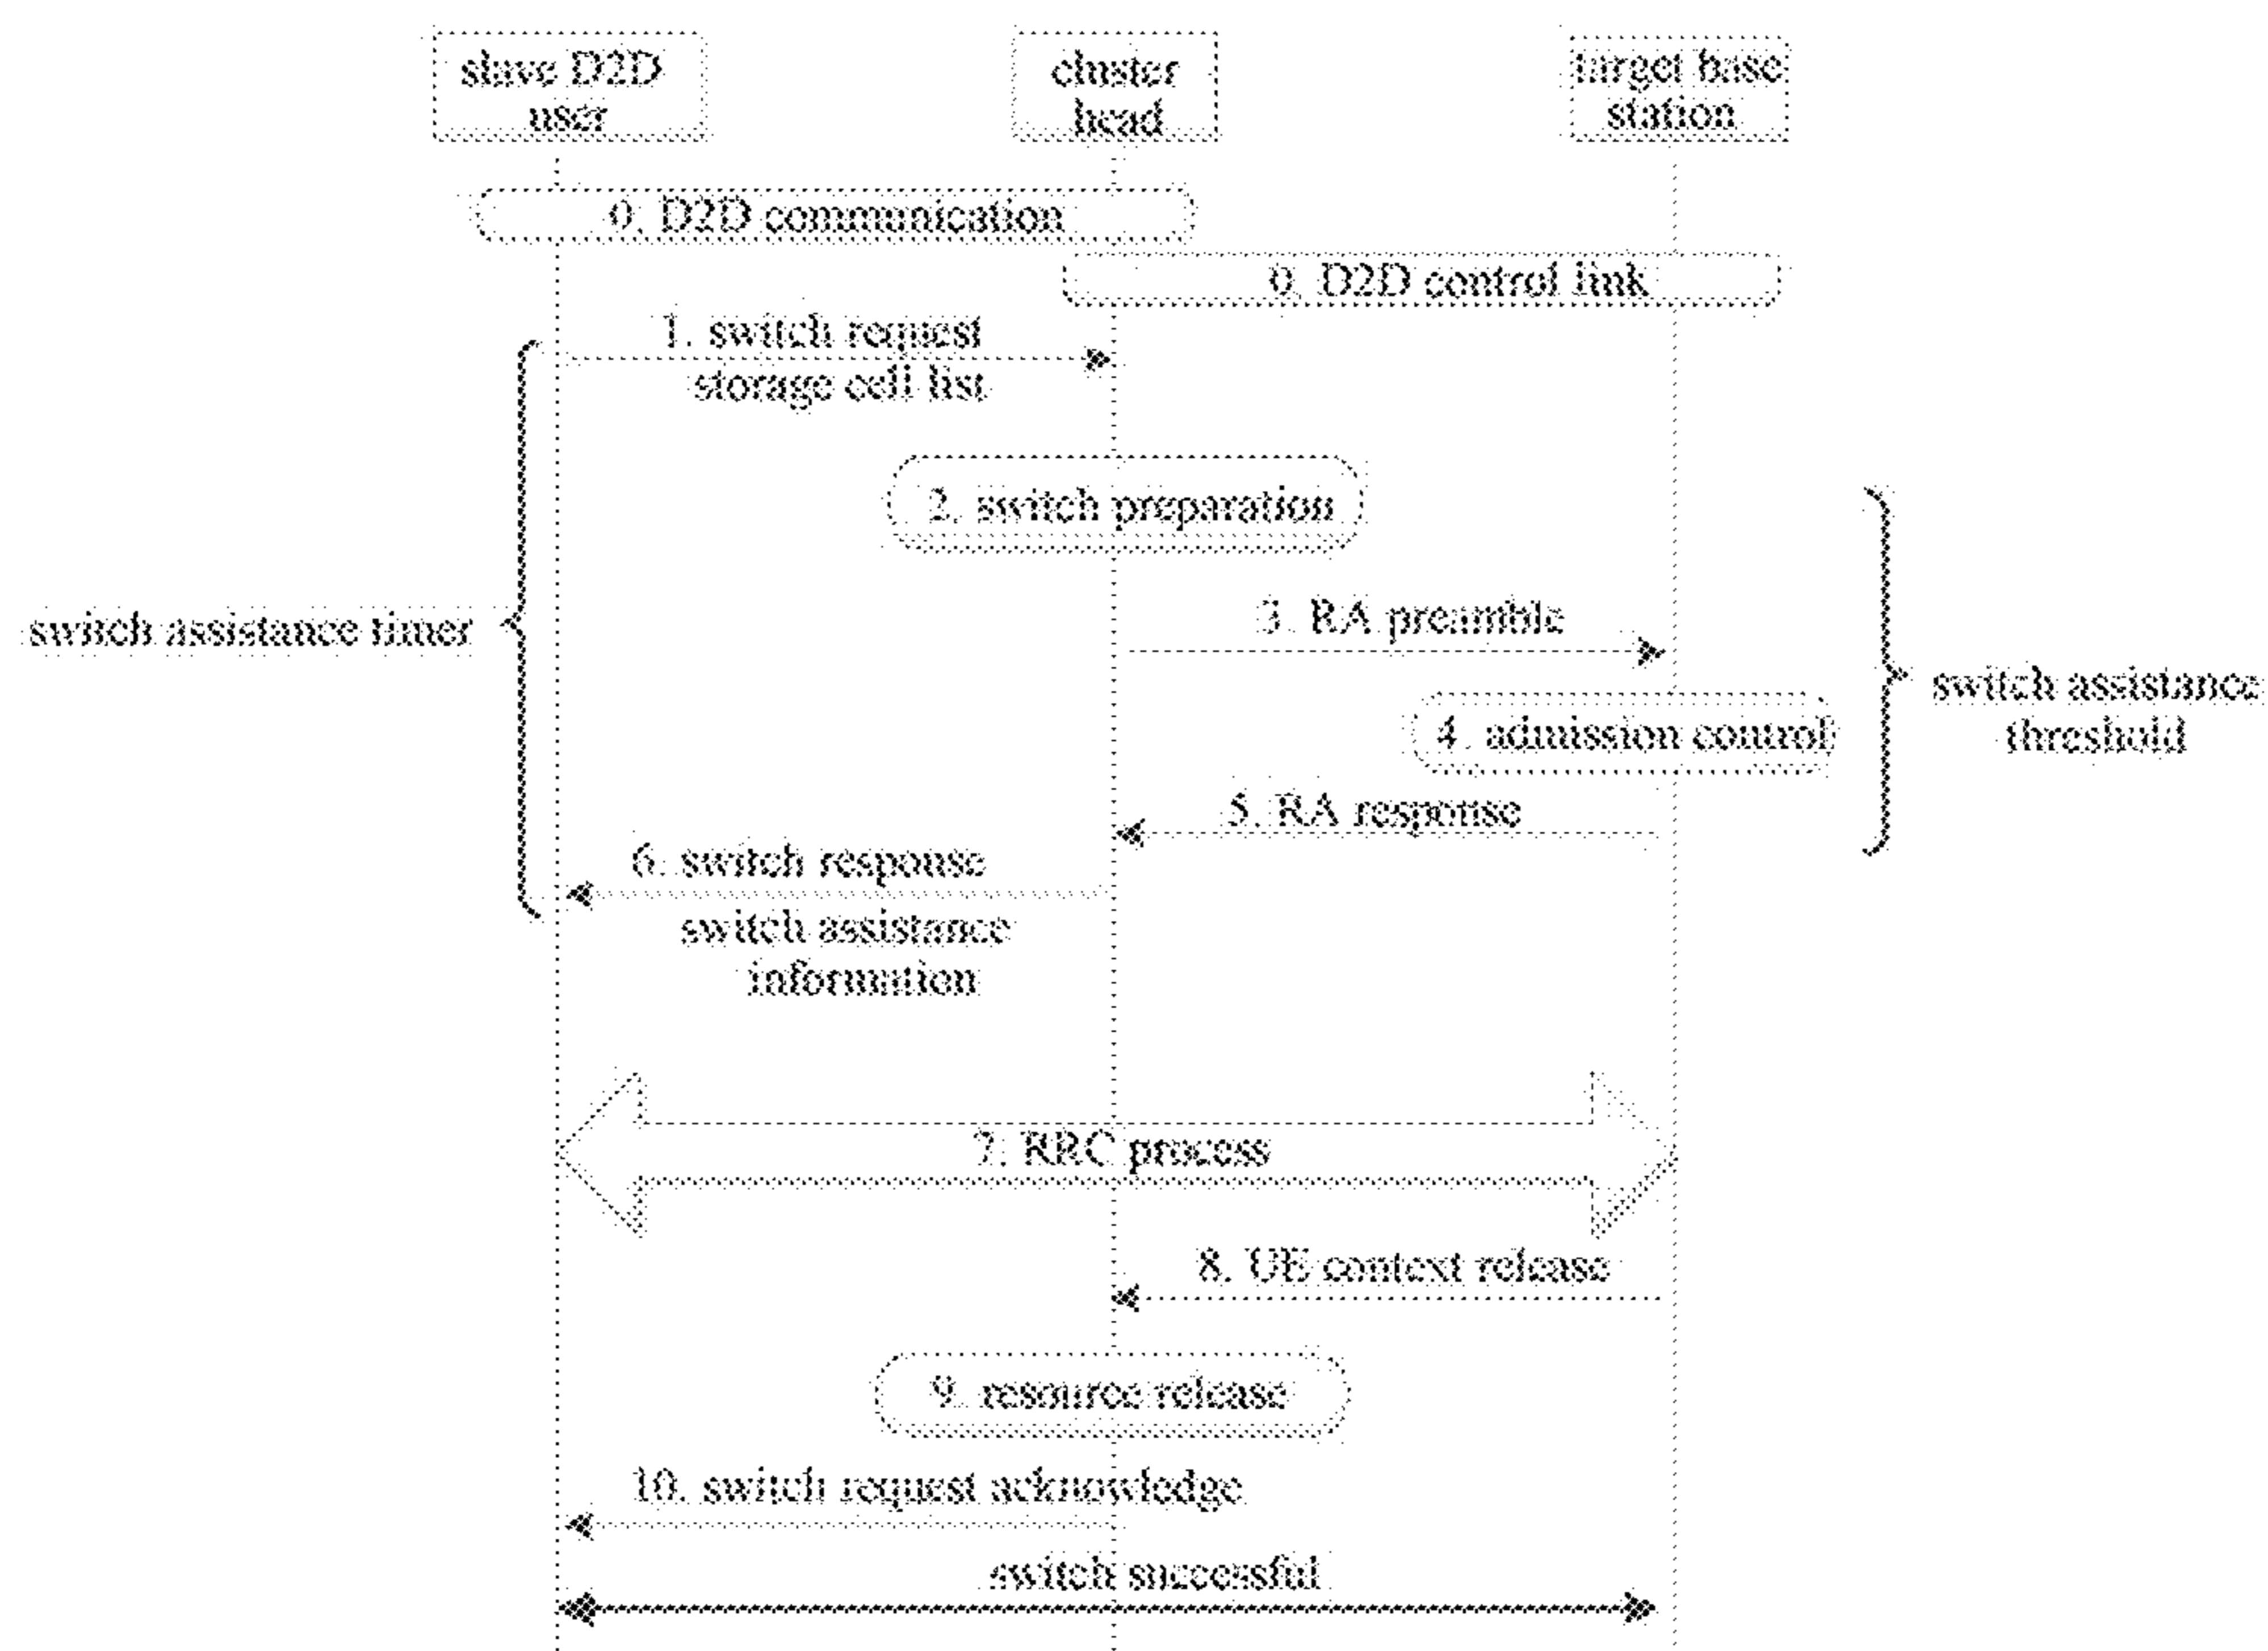 slave D2D
user
cluster
head
target base
station
0. D2D communication
0. D2D control link
1. switch request
storage cell list
2. switch preparation
switch assistance timer
3. RA preamble
switch assistance
threshold
4. admission control
5. RA response
6. switch response
switch assistance
information
7. RRC process
8. UE context release
9. resource release
10. switch request acknowledge
switch successful